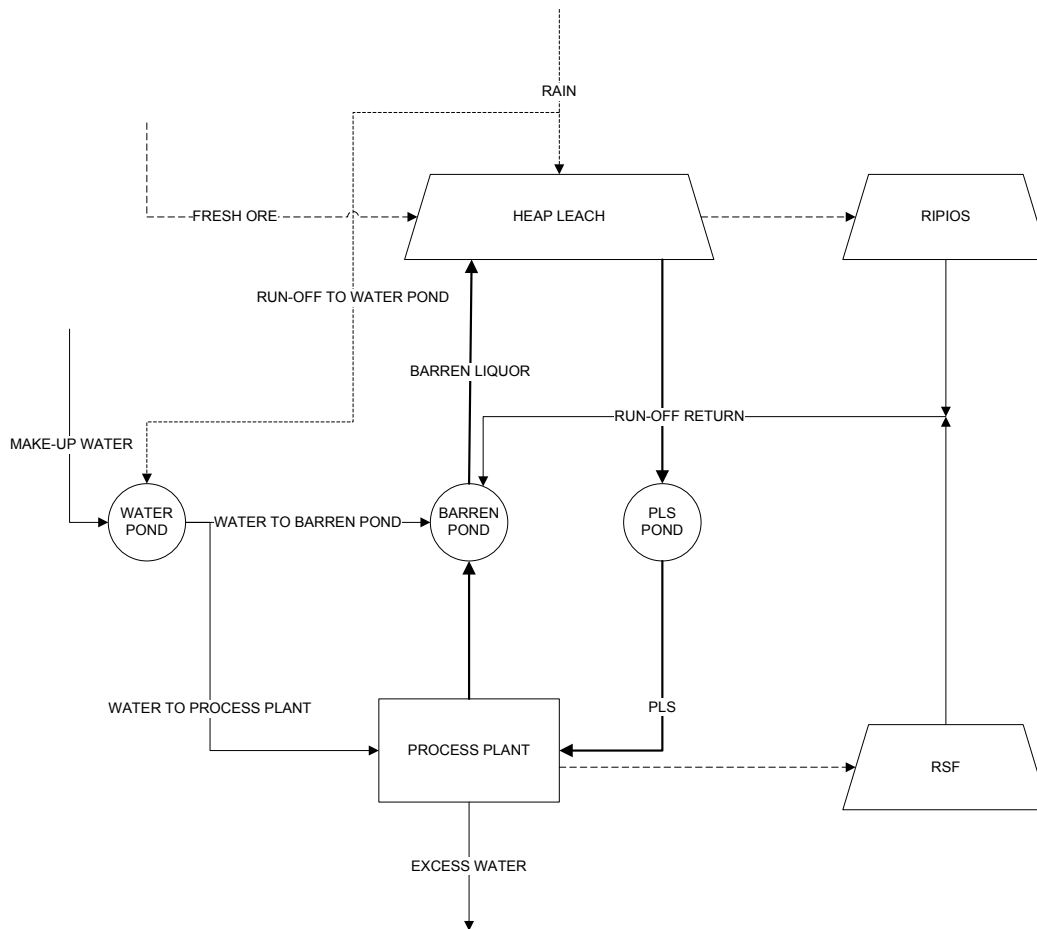 RAIN
FRESH ORE
HEAP LEACH
RIPIOS
RUN-OFF TO WATER POND
BARREN LIQUOR
RUN-OFF RETURN
MAKE-UP WATER
WATER
POND
WATER TO BARREN POND
BARREN
POND
PLS
POND
WATER TO PROCESS PLANT
PLS
PROCESS PLANT
RSF
EXCESS WATER